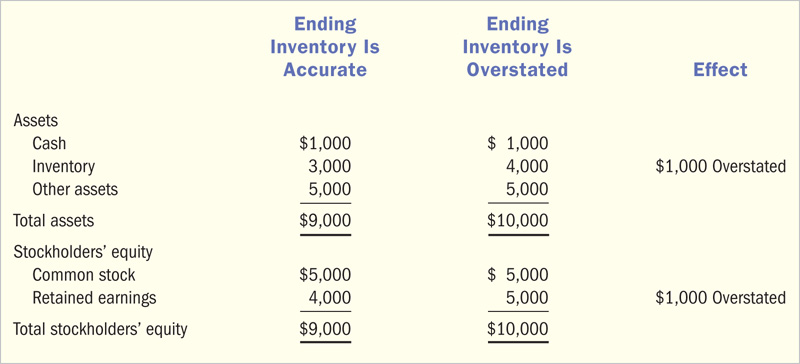 Ending Inventory Is Accurate
Ending Inventory Is Overstated
Effect
Assets
Cash $1,000 $ 1,000
Inventory 3,000 4,000 $1,000 Overstated
Other assets 5,000 5,000
Total assets $9,000 $10,000
Stockholders’ equity
Common stock $5,000 $ 5,000
Retained earnings 4,000 5,000 $1,000 Overstated
Total stockholders’ equity $9,000 $10,000